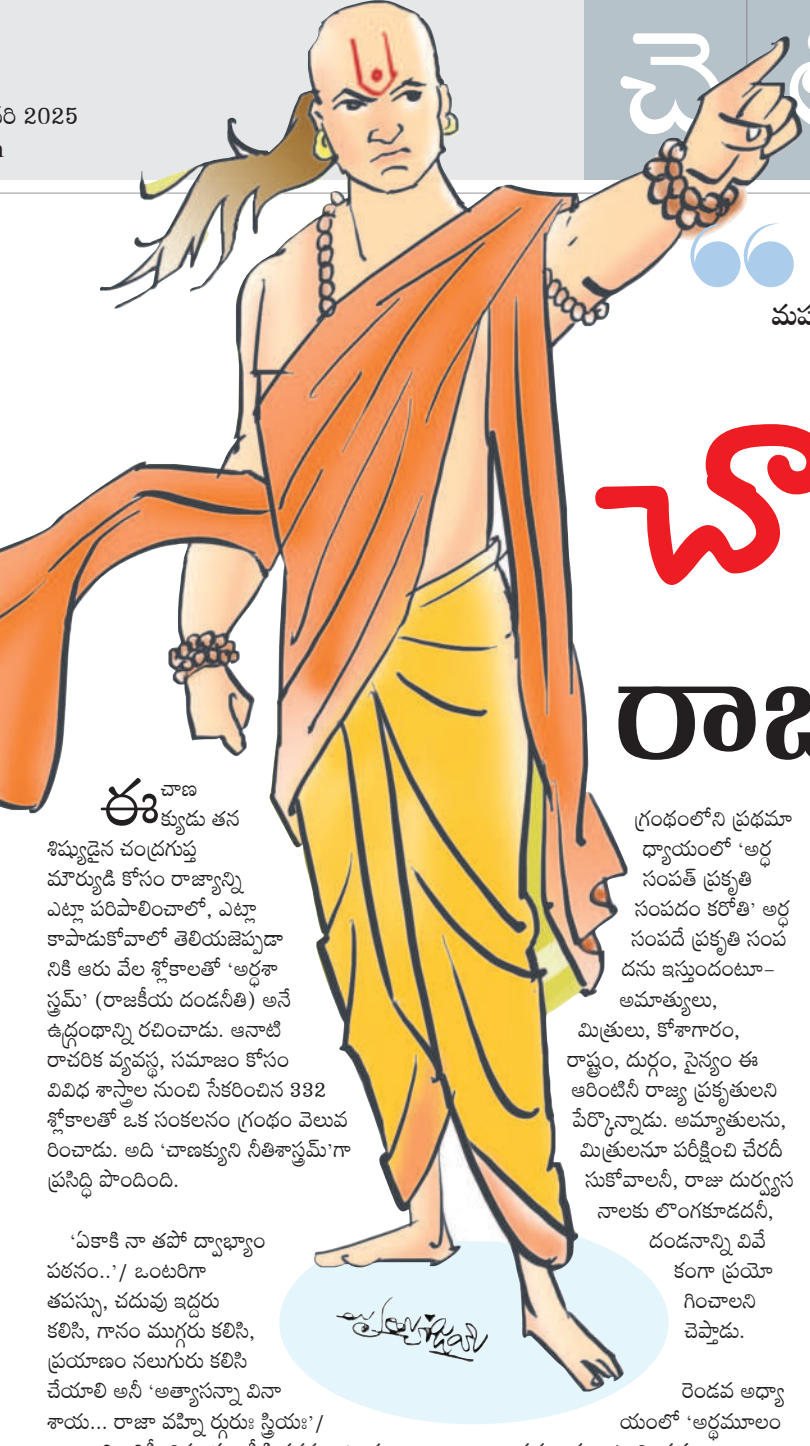 రి 2025
చె
మహ
చా
రాజ
ఈ చాణ
క్యుడు తన
శిష్యుడైన చంద్రగుప్త
మౌర్యుడి కోసం రాజ్యాన్ని
ఎట్లా పరిపాలించాలో, ఎట్లా
కాపాడుకోవాలో తెలియజెప్పడా
నికి ఆరు వేల శ్లోకాలతో ‘అర్థశా
స్త్రమ్’ (రాజకీయ దండనీతి) అనే
ఉద్గ్రంథాన్ని రచించాడు. ఆనాటి
రాచరిక వ్యవస్థ, సమాజం కోసం
వివిధ శాస్త్రాల నుంచి సేకరించిన 332
శ్లోకాలతో ఒక సంకలనం గ్రంథం వెలువ
రించాడు. అది ‘చాణక్యుని నీతిశాస్త్రమ్’గా
ప్రసిద్ధి పొందింది.
‘ఏకాకి నా తపో ద్వాభ్యాం
పఠనం..’/ ఒంటరిగా
తపస్సు, చదువు ఇద్దరు
కలిసి, గానం ముగ్గరు కలిసి,
ప్రయాణం నలుగురు కలిసి
చేయాలి అనీ ‘అత్యాసన్నా వినా
శాయ... రాజా వహ్ని ర్గురుః స్త్రియః’/
గ్రంథంలోని ప్రథమా
ధ్యాయంలో ‘అర్థ
సంపత్ ప్రకృతి
సంపదం కరోతి’ అర్థ
సంపదే ప్రకృతి సంప
దను ఇస్తుందంటూ–
అమాత్యులు,
మిత్రులు, కోశాగారం,
రాష్ట్రం, దుర్గం, సైన్యం ఈ
ఆరింటినీ రాజ్య ప్రకృతులని
పేర్కొన్నాడు. అమ్యాతులను,
మిత్రులనూ పరీక్షించి చేరదీ
సుకోవాలనీ, రాజు దుర్వ్యస
నాలకు లొంగకూడదనీ,
దండనాన్ని వివే
కంగా ప్రయో
గించాలని
చెప్తాడు.
రెండవ అధ్యా
యంలో ‘అర్థమూలం